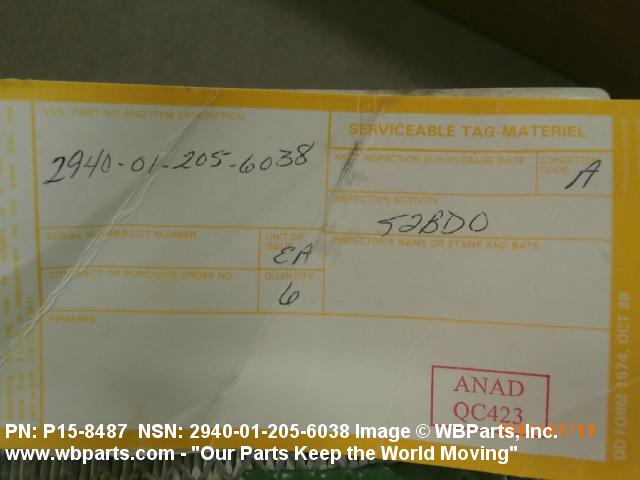 NSN, PART NO AND ITEM DESCRIPTION
2940-01-205-6038
SERVICEABLE TAG-MATERIEL
NEXT INSPECTION DUE/OVERAGE DATE
CONDITION CODE
A
INSPECTION ACTIVITY
52BDO
SERIAL NUMBER/LOT NUMBER
UNIT OF ISSUE
EA
INSPECTOR'S NAME OR STAMP AND DATE
CONTRACT OR PURCHASE ORDER NO
QUANTITY
6
REMARKS
ANAD
QC423
DD FORM 1574, OCT 88
PN: P15-8487 NSN: 2940-01-205-6038 Image © WBParts, Inc.
www.wbparts.com - "Our Parts Keep the World Moving"